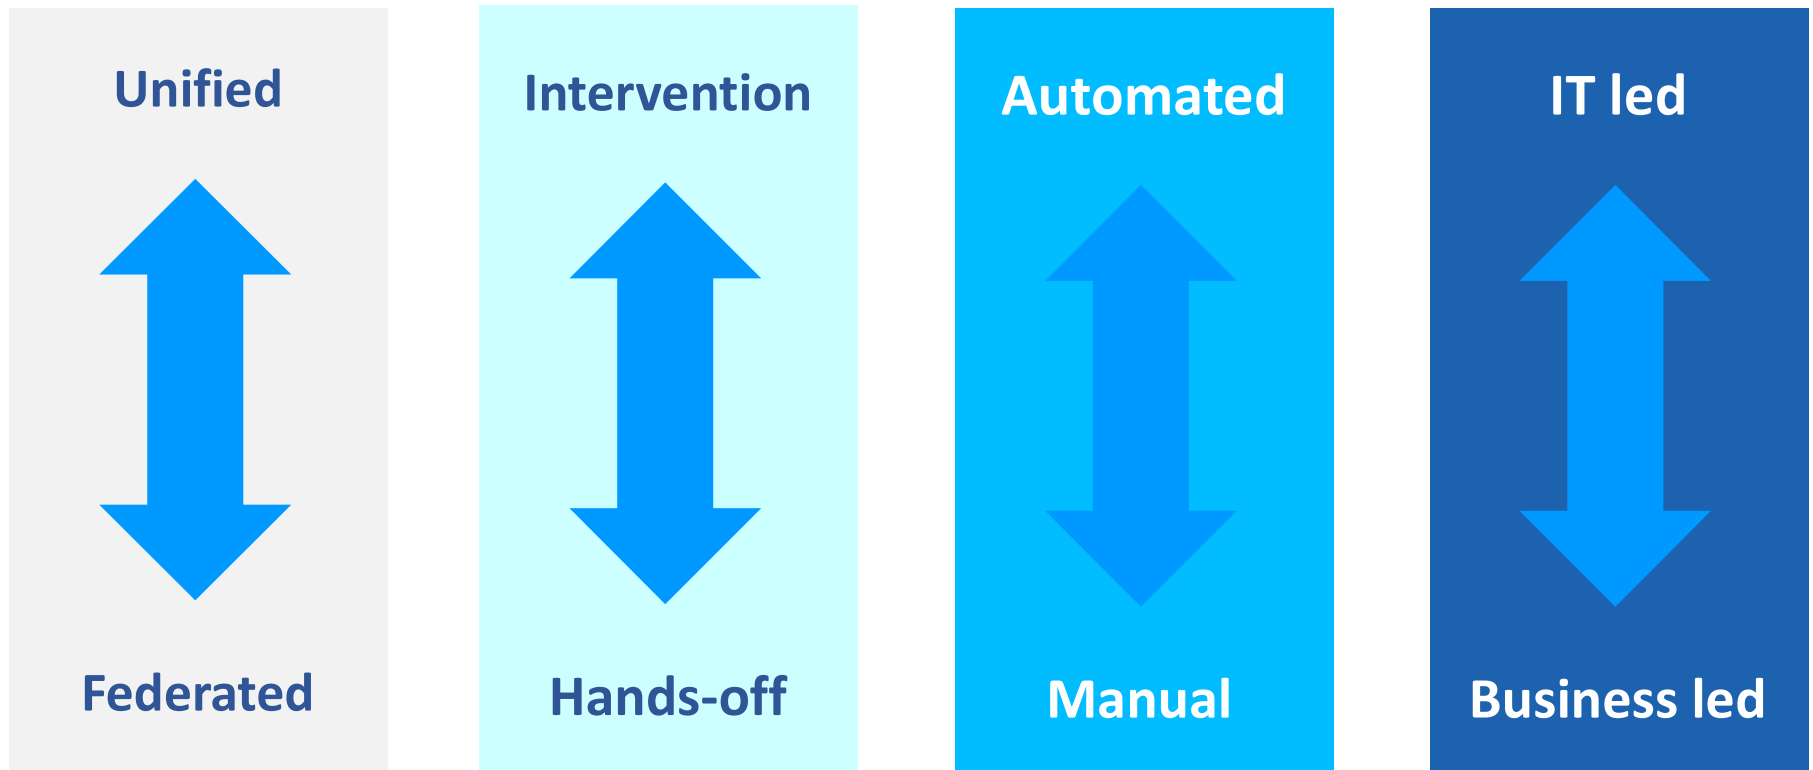 Unified
Federated
Intervention
Hands-off
Automated
Manual
IT led
Business led